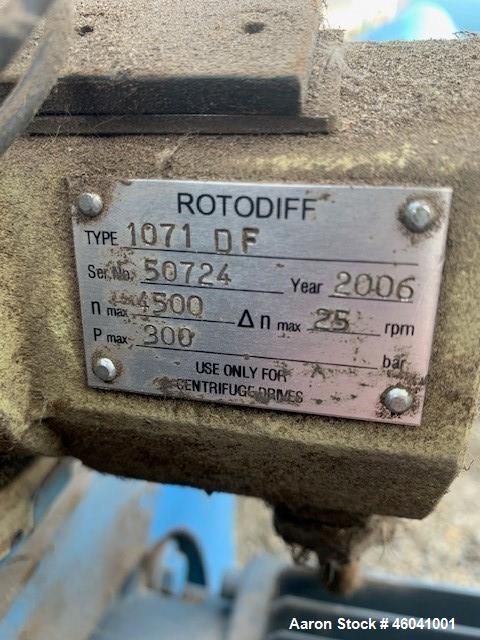 ROTODIFF
TYPE 1071 DF
Ser.No. 50724 Year 2006
n max 4500 Δn max 25 rpm
P max 300 bar
USE ONLY FOR
CENTRIFUGE DRIVES
Aaron Stock # 46041001